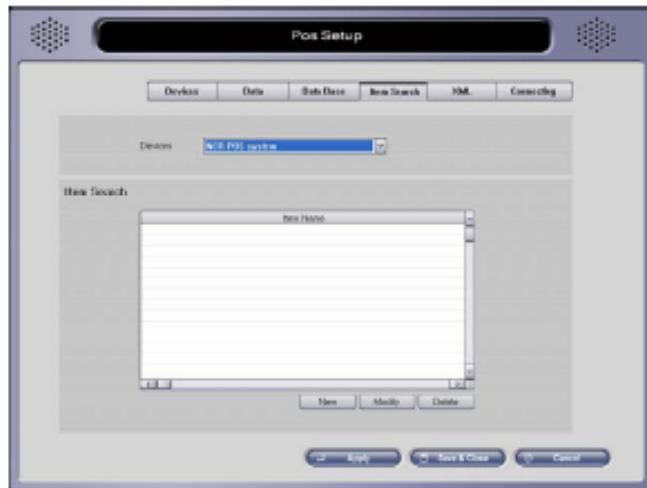 Pos Setup
Devices Data Data Base Item Search XML Connecting
Devices NCR POS system
Item Search
Item Name
New Modify Delete
Apply Save & Close Cancel